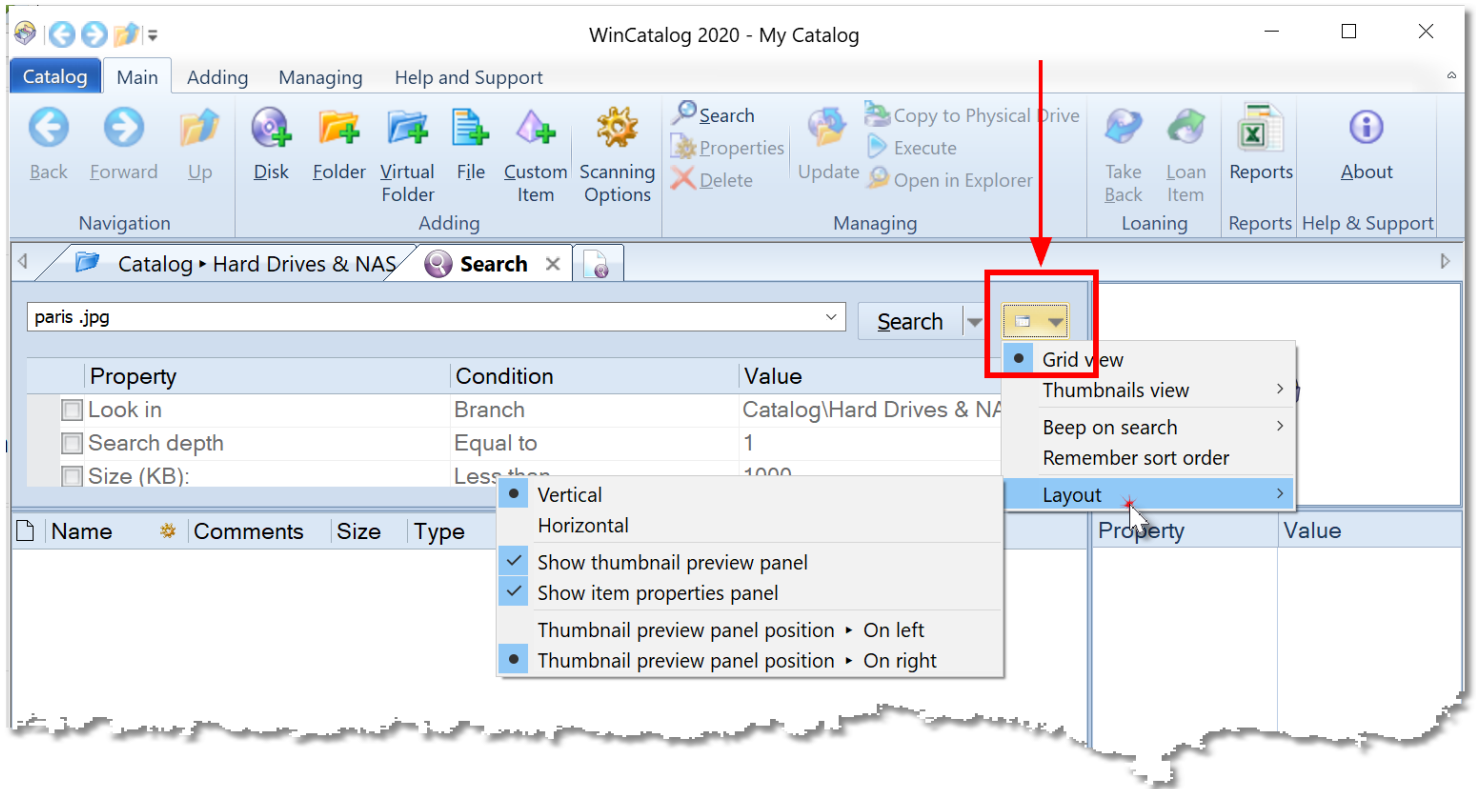 WinCatalog 2020 - My Catalog
Catalog Main Adding Managing Help and Support
Back Forward Up Disk Folder Virtual Folder File Custom Item Scanning Options
Search
Properties
Delete
Update
Copy to Physical Drive
Execute
Open in Explorer
Take Back Loan Item Reports About
Navigation Adding Managing Loaning Reports Help & Support
Catalog ▸ Hard Drives & NAS Search
paris .jpg Search
Property Condition Value
Look in Branch Catalog\Hard Drives & NA
Search depth Equal to 1
Size (KB): Less than 1000
Grid view
Thumbnails view
Beep on search
Remember sort order
Layout
Vertical
Horizontal
Show thumbnail preview panel
Show item properties panel
Thumbnail preview panel position ▸ On left
Thumbnail preview panel position ▸ On right
Name Comments Size Type
Property Value